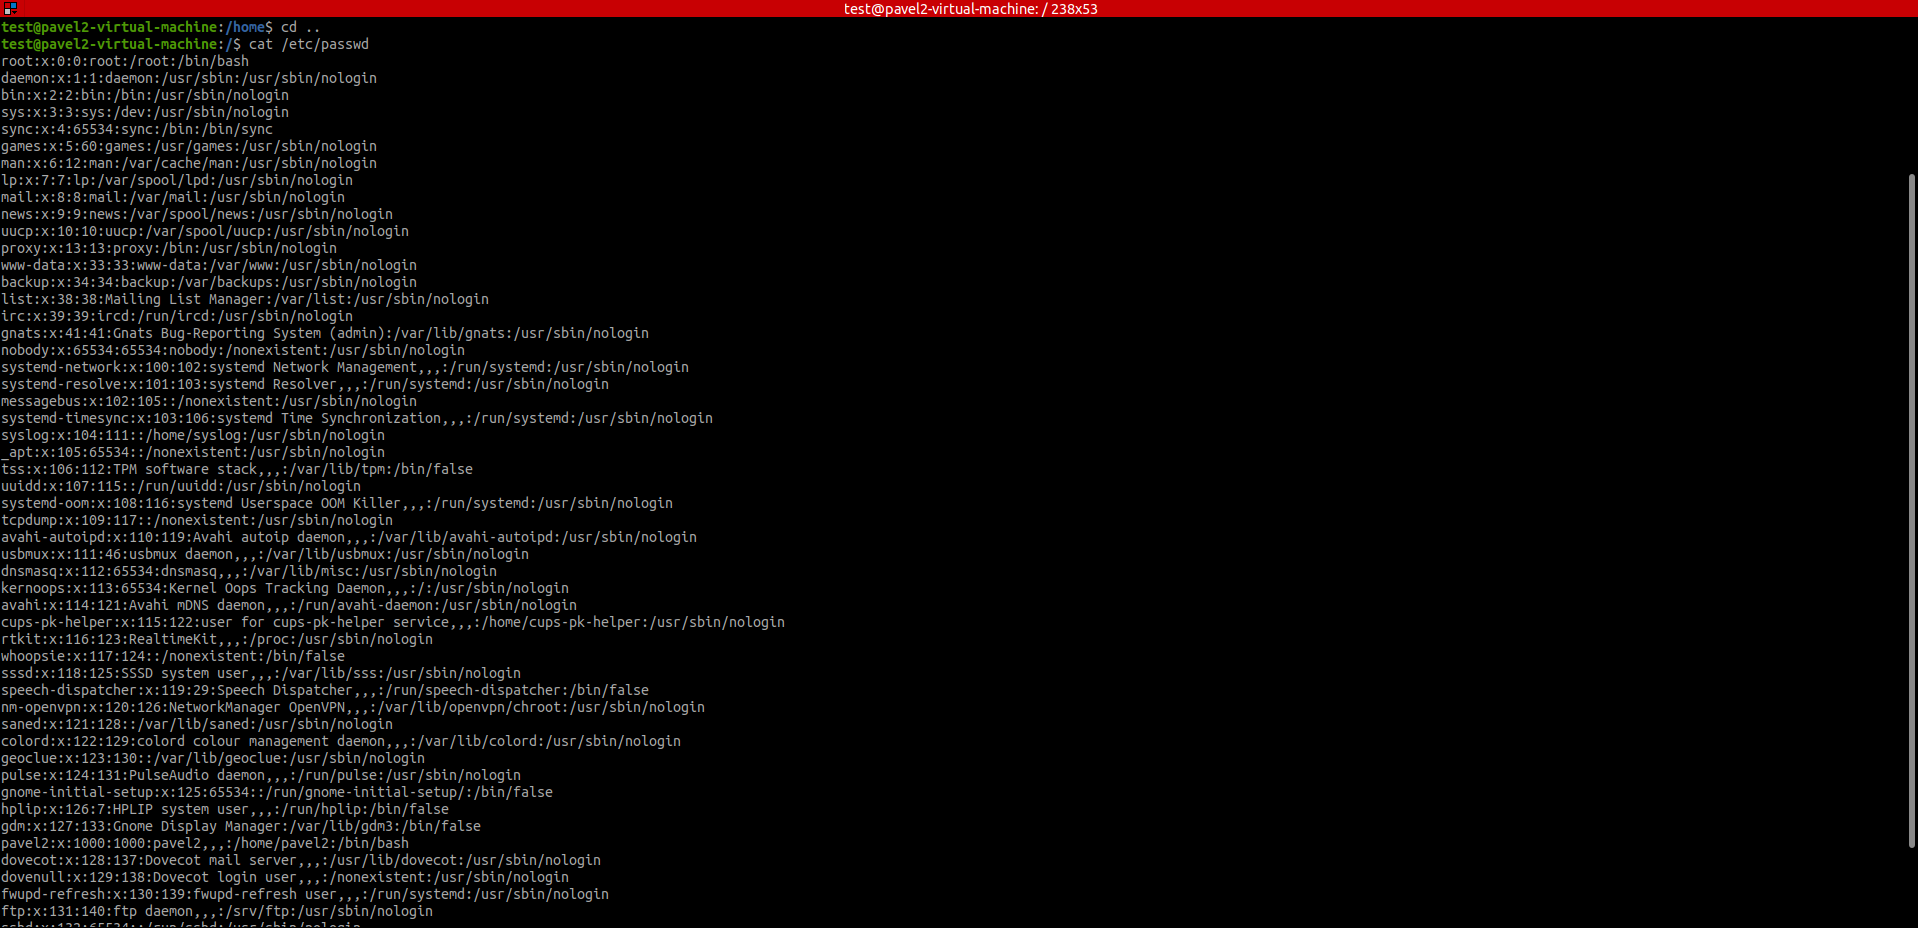 test@pavel2-virtual-machine: / 238x53
test@pavel2-virtual-machine:/home$ cd ..
test@pavel2-virtual-machine:/$ cat /etc/passwd
root:x:0:0:root:/root:/bin/bash
daemon:x:1:1:daemon:/usr/sbin:/usr/sbin/nologin
bin:x:2:2:bin:/bin:/usr/sbin/nologin
sys:x:3:3:sys:/dev:/usr/sbin/nologin
sync:x:4:65534:sync:/bin:/bin/sync
games:x:5:60:games:/usr/games:/usr/sbin/nologin
man:x:6:12:man:/var/cache/man:/usr/sbin/nologin
lp:x:7:7:lp:/var/spool/lpd:/usr/sbin/nologin
mail:x:8:8:mail:/var/mail:/usr/sbin/nologin
news:x:9:9:news:/var/spool/news:/usr/sbin/nologin
uucp:x:10:10:uucp:/var/spool/uucp:/usr/sbin/nologin
proxy:x:13:13:proxy:/bin:/usr/sbin/nologin
www-data:x:33:33:www-data:/var/www:/usr/sbin/nologin
backup:x:34:34:backup:/var/backups:/usr/sbin/nologin
list:x:38:38:Mailing List Manager:/var/list:/usr/sbin/nologin
irc:x:39:39:ircd:/run/ircd:/usr/sbin/nologin
gnats:x:41:41:Gnats Bug-Reporting System (admin):/var/lib/gnats:/usr/sbin/nologin
nobody:x:65534:65534:nobody:/nonexistent:/usr/sbin/nologin
systemd-network:x:100:102:systemd Network Management,,,:/run/systemd:/usr/sbin/nologin
systemd-resolve:x:101:103:systemd Resolver,,,:/run/systemd:/usr/sbin/nologin
messagebus:x:102:105::/nonexistent:/usr/sbin/nologin
systemd-timesync:x:103:106:systemd Time Synchronization,,,:/run/systemd:/usr/sbin/nologin
syslog:x:104:111::/home/syslog:/usr/sbin/nologin
_apt:x:105:65534::/nonexistent:/usr/sbin/nologin
tss:x:106:112:TPM software stack,,,:/var/lib/tpm:/bin/false
uuidd:x:107:115::/run/uuidd:/usr/sbin/nologin
systemd-oom:x:108:116:systemd Userspace OOM Killer,,,:/run/systemd:/usr/sbin/nologin
tcpdump:x:109:117::/nonexistent:/usr/sbin/nologin
avahi-autoipd:x:110:119:Avahi autoip daemon,,,:/var/lib/avahi-autoipd:/usr/sbin/nologin
usbmux:x:111:46:usbmux daemon,,,:/var/lib/usbmux:/usr/sbin/nologin
dnsmasq:x:112:65534:dnsmasq,,,:/var/lib/misc:/usr/sbin/nologin
kernoops:x:113:65534:Kernel Oops Tracking Daemon,,,:/:/usr/sbin/nologin
avahi:x:114:121:Avahi mDNS daemon,,,:/run/avahi-daemon:/usr/sbin/nologin
cups-pk-helper:x:115:122:user for cups-pk-helper service,,,:/home/cups-pk-helper:/usr/sbin/nologin
rtkit:x:116:123:RealtimeKit,,,:/proc:/usr/sbin/nologin
whoopsie:x:117:124::/nonexistent:/bin/false
sssd:x:118:125:SSSD system user,,,:/var/lib/sss:/usr/sbin/nologin
speech-dispatcher:x:119:29:Speech Dispatcher,,,:/run/speech-dispatcher:/bin/false
nm-openvpn:x:120:126:NetworkManager OpenVPN,,,:/var/lib/openvpn/chroot:/usr/sbin/nologin
saned:x:121:128::/var/lib/saned:/usr/sbin/nologin
colord:x:122:129:colord colour management daemon,,,:/var/lib/colord:/usr/sbin/nologin
geoclue:x:123:130::/var/lib/geoclue:/usr/sbin/nologin
pulse:x:124:131:PulseAudio daemon,,,:/run/pulse:/usr/sbin/nologin
gnome-initial-setup:x:125:65534::/run/gnome-initial-setup/:/bin/false
hplip:x:126:7:HPLIP system user,,,:/run/hplip:/bin/false
gdm:x:127:133:Gnome Display Manager:/var/lib/gdm3:/bin/false
pavel2:x:1000:1000:pavel2,,,:/home/pavel2:/bin/bash
dovecot:x:128:137:Dovecot mail server,,,:/usr/lib/dovecot:/usr/sbin/nologin
dovenull:x:129:138:Dovecot login user,,,:/nonexistent:/usr/sbin/nologin
fwupd-refresh:x:130:139:fwupd-refresh user,,,:/run/systemd:/usr/sbin/nologin
ftp:x:131:140:ftp daemon,,,:/srv/ftp:/usr/sbin/nologin
sshd:x:132:65534::/run/sshd:/usr/sbin/nologin